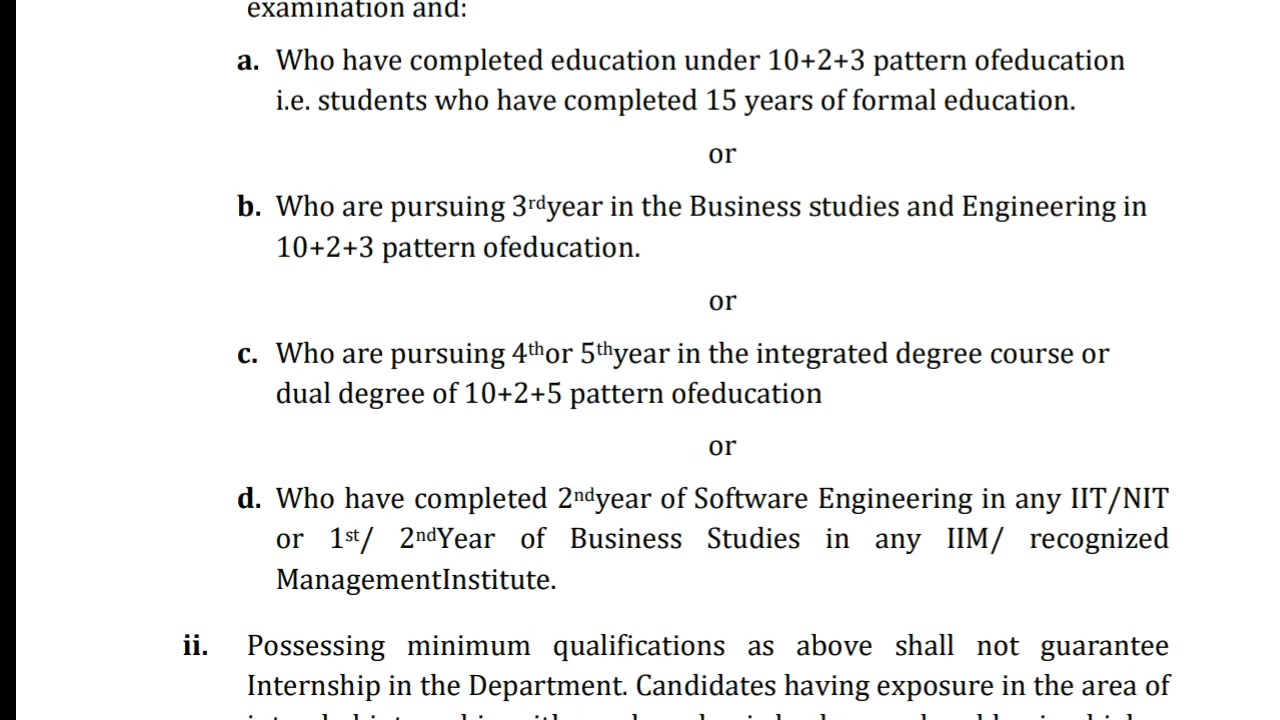 examination and:
a. Who have completed education under 10+2+3 pattern ofeducation
i.e. students who have completed 15 years of formal education.
or
b. Who are pursuing 3rdyear in the Business studies and Engineering in
10+2+3 pattern ofeducation.
or
c. Who are pursuing 4thor 5thyear in the integrated degree course or
dual degree of 10+2+5 pattern ofeducation
or
d. Who have completed 2ndyear of Software Engineering in any IIT/NIT
or 1st/ 2ndYear of Business Studies in any IIM/ recognized
ManagementInstitute.
ii. Possessing minimum qualifications as above shall not guarantee
Internship in the Department. Candidates having exposure in the area of